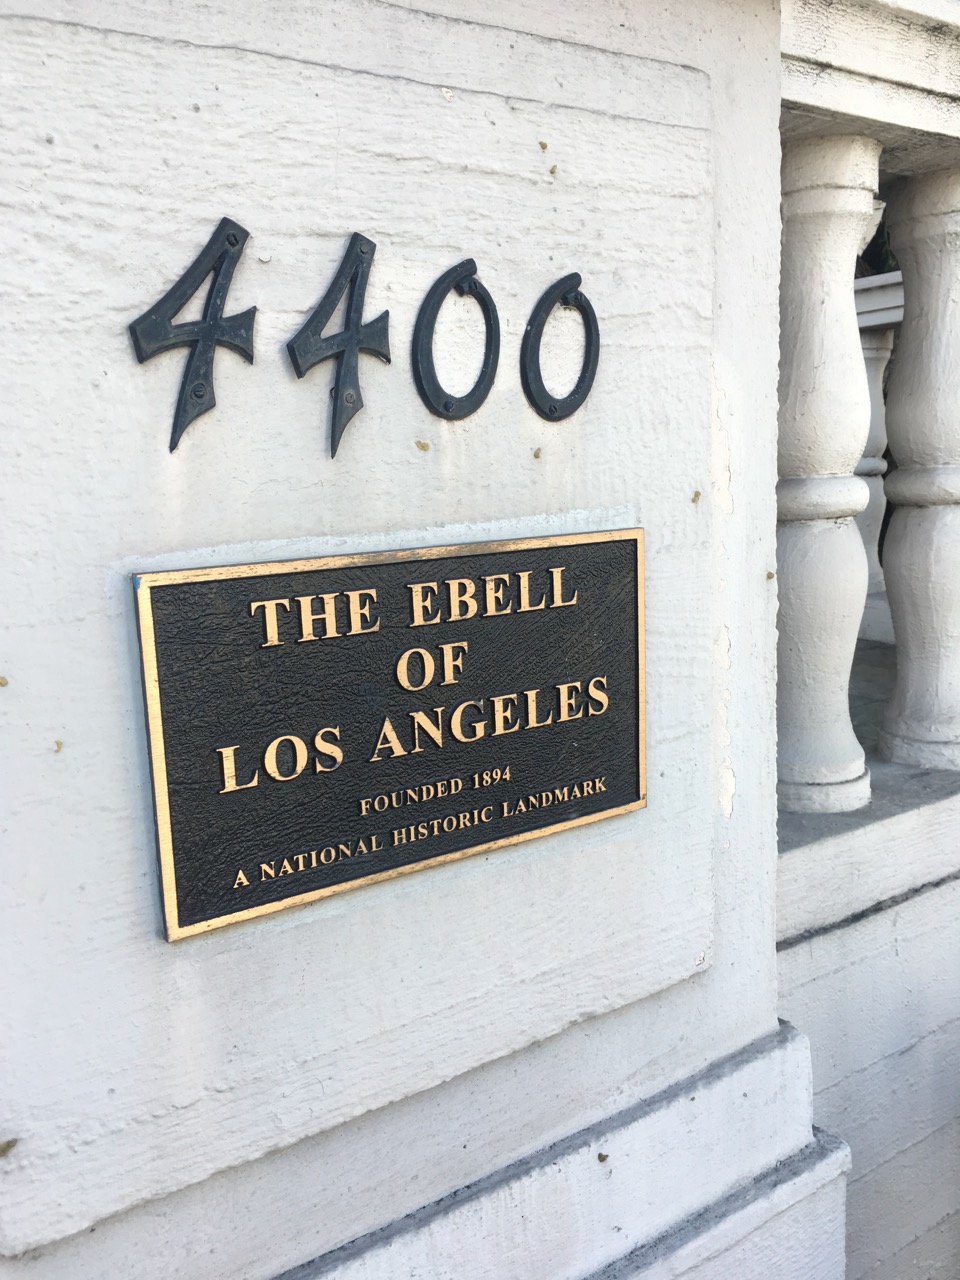 4400
THE EBELL
OF
LOS ANGELES
FOUNDED 1894
A NATIONAL HISTORIC LANDMARK